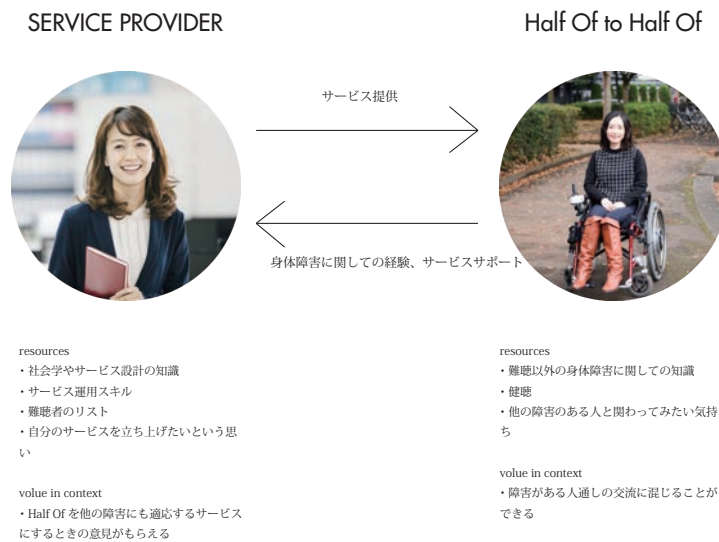 SERVICE PROVIDER
Half Of to Half Of
サービス提供
身体障害に関しての経験、サービスサポート
resources
・社会学やサービス設計の知識
・サービス運用スキル
・難聴者のリスト
・自分のサービスを立ち上げたいという思
い
volue in context
・Half Of を他の障害にも適応するサービス
にするときの意見がもらえる
resources
・難聴以外の身体障害に関しての知識
・健聴
・他の障害のある人と関わってみたい気持
ち
volue in context
・障害がある人通しの交流に混じることが
できる